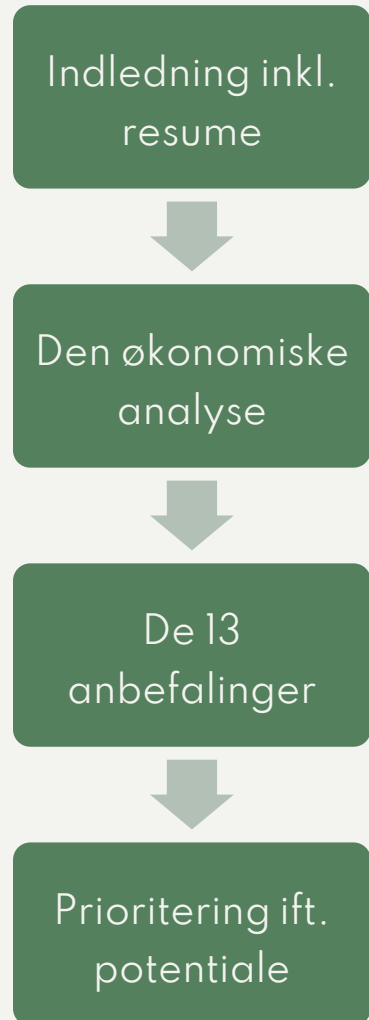 Indledning inkl.
resume
Den økonomiske
analyse
De 13
anbefalinger
Prioritering ift.
potentiale